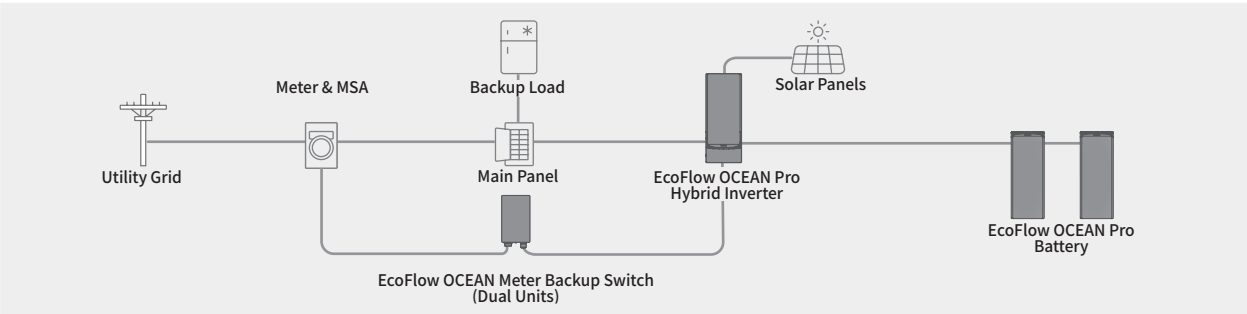 Meter & MSA
Backup Load
Solar Panels
Utility Grid
Main Panel
EcoFlow OCEAN Pro
Hybrid Inverter
EcoFlow OCEAN Pro
Battery
EcoFlow OCEAN Meter Backup Switch
(Dual Units)